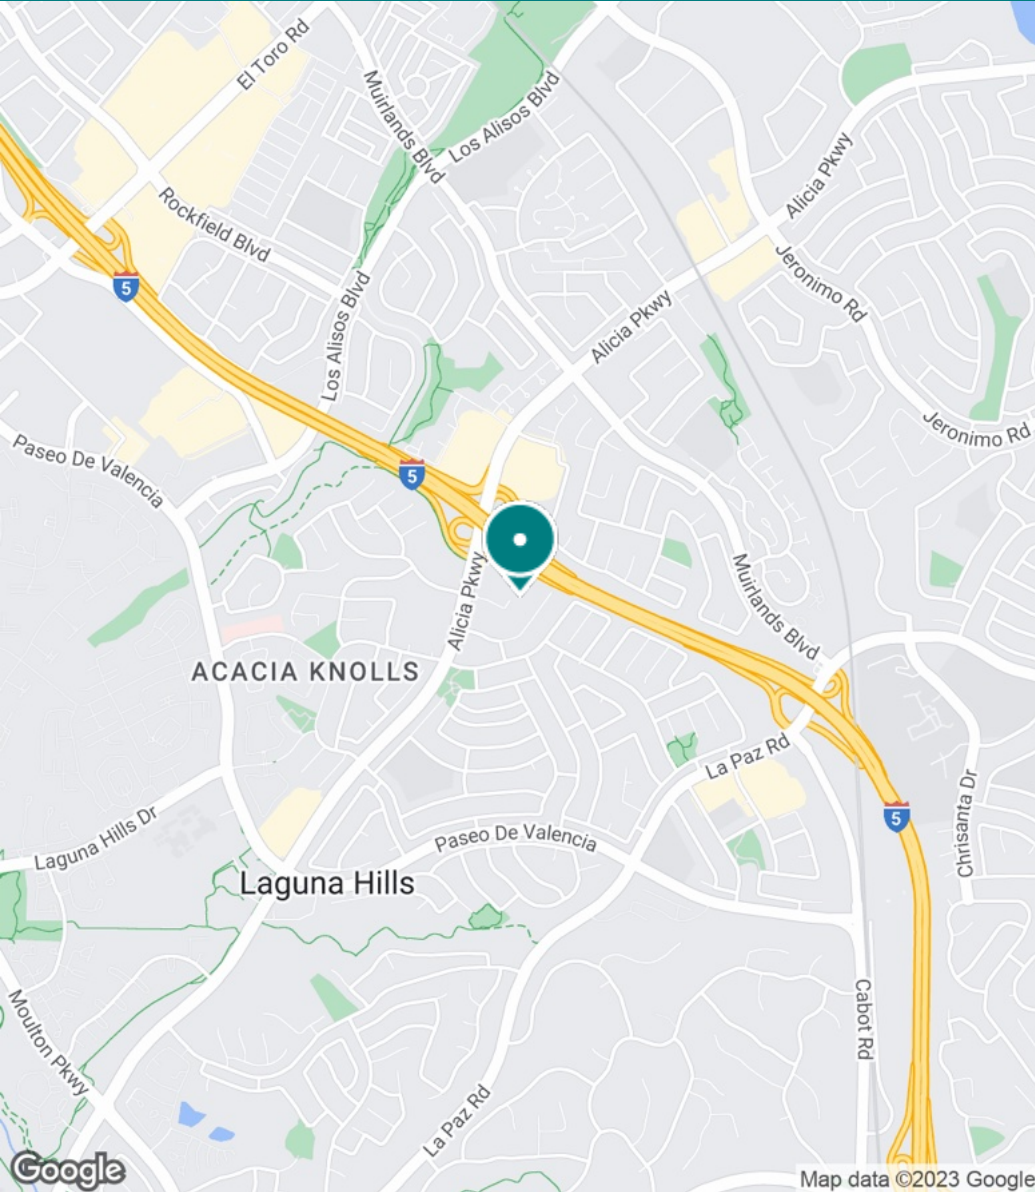 El Toro Rd
Muirlands Blvd
Los Alisos Blvd
Alicia Pkwy
Rockfield Blvd
Jeronimo Rd
5
Los Alisos Blvd
Alicia Pkwy
Jeronimo Rd
Paseo De Valencia
5
Alicia Pkwy
Muirlands Blvd
ACACIA KNOLLS
La Paz Rd
5
Chrisanta Dr
Laguna Hills Dr
Paseo De Valencia
Laguna Hills
Moulton Pkwy
Cabot Rd
La Paz Rd
Google
Map data ©2023 Google